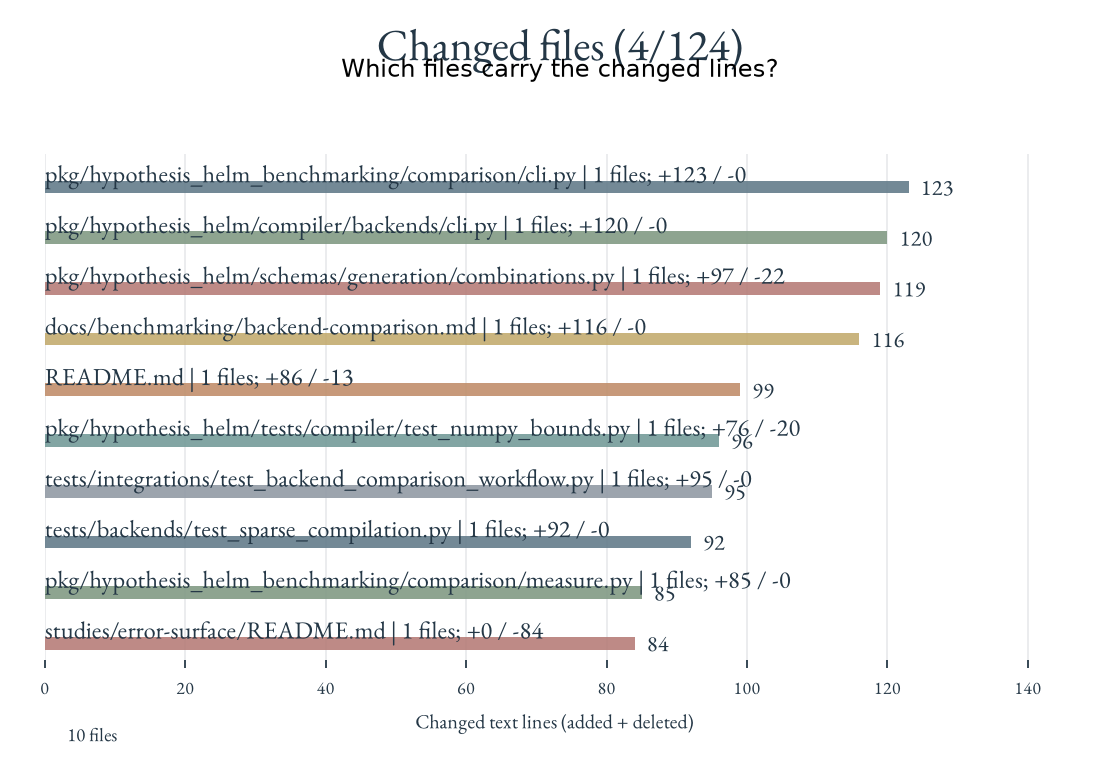 Changed files (4/124)
Which files carry the changed lines?
pkg/hypothesis_helm_benchmarking/comparison/cli.py | 1 files; +123 / -0
123
pkg/hypothesis_helm/compiler/backends/cli.py | 1 files; +120 / -0
120
pkg/hypothesis_helm/schemas/generation/combinations.py | 1 files; +97 / -22
119
docs/benchmarking/backend-comparison.md | 1 files; +116 / -0
116
README.md | 1 files; +86 / -13
99
pkg/hypothesis_helm/tests/compiler/test_numpy_bounds.py | 1 files; +76 / -20
96
tests/integrations/test_backend_comparison_workflow.py | 1 files; +95 / -0
95
tests/backends/test_sparse_compilation.py | 1 files; +92 / -0
92
pkg/hypothesis_helm_benchmarking/comparison/measure.py | 1 files; +85 / -0
85
studies/error-surface/README.md | 1 files; +0 / -84
84
0 20 40 60 80 100 120 140
Changed text lines (added + deleted)
10 files